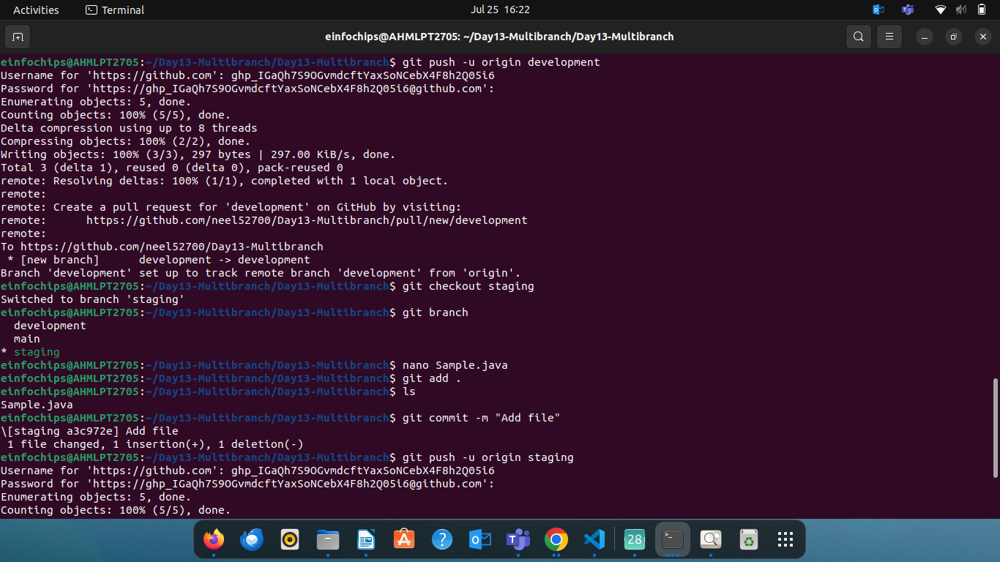 Activities
Terminal
Jul 25 16:22
einfochips@AHMLPT2705: ~/Day13-Multibranch/Day13-Multibranch
einfochips@AHMLPT2705:~/Day13-Multibranch/Day13-Multibranch$ git push -u origin development
Username for 'https://github.com':
Password for 'https://@github.com':
Enumerating objects: 5, done.
Counting objects: 100% (5/5), done.
Delta compression using up to 8 threads
Compressing objects: 100% (2/2), done.
Writing objects: 100% (3/3), 297 bytes | 297.00 KiB/s, done.
Total 3 (delta 1), reused 0 (delta 0), pack-reused 0
remote: Resolving deltas: 100% (1/1), completed with 1 local object.
remote:
remote: Create a pull request for 'development' on GitHub by visiting:
remote:      https://github.com/neel52700/Day13-Multibranch/pull/new/development
remote:
To https://github.com/neel52700/Day13-Multibranch
 * [new branch]      development -> development
Branch 'development' set up to track remote branch 'development' from 'origin'.
einfochips@AHMLPT2705:~/Day13-Multibranch/Day13-Multibranch$ git checkout staging
Switched to branch 'staging'
einfochips@AHMLPT2705:~/Day13-Multibranch/Day13-Multibranch$ git branch
  development
  main
* staging
einfochips@AHMLPT2705:~/Day13-Multibranch/Day13-Multibranch$ nano Sample.java
einfochips@AHMLPT2705:~/Day13-Multibranch/Day13-Multibranch$ git add .
einfochips@AHMLPT2705:~/Day13-Multibranch/Day13-Multibranch$ ls
Sample.java
einfochips@AHMLPT2705:~/Day13-Multibranch/Day13-Multibranch$ git commit -m "Add file"
\[staging a3c972e] Add file
 1 file changed, 1 insertion(+), 1 deletion(-)
einfochips@AHMLPT2705:~/Day13-Multibranch/Day13-Multibranch$ git push -u origin staging
Username for 'https://github.com':
Password for 'https://@github.com':
Enumerating objects: 5, done.
Counting objects: 100% (5/5), done.
28